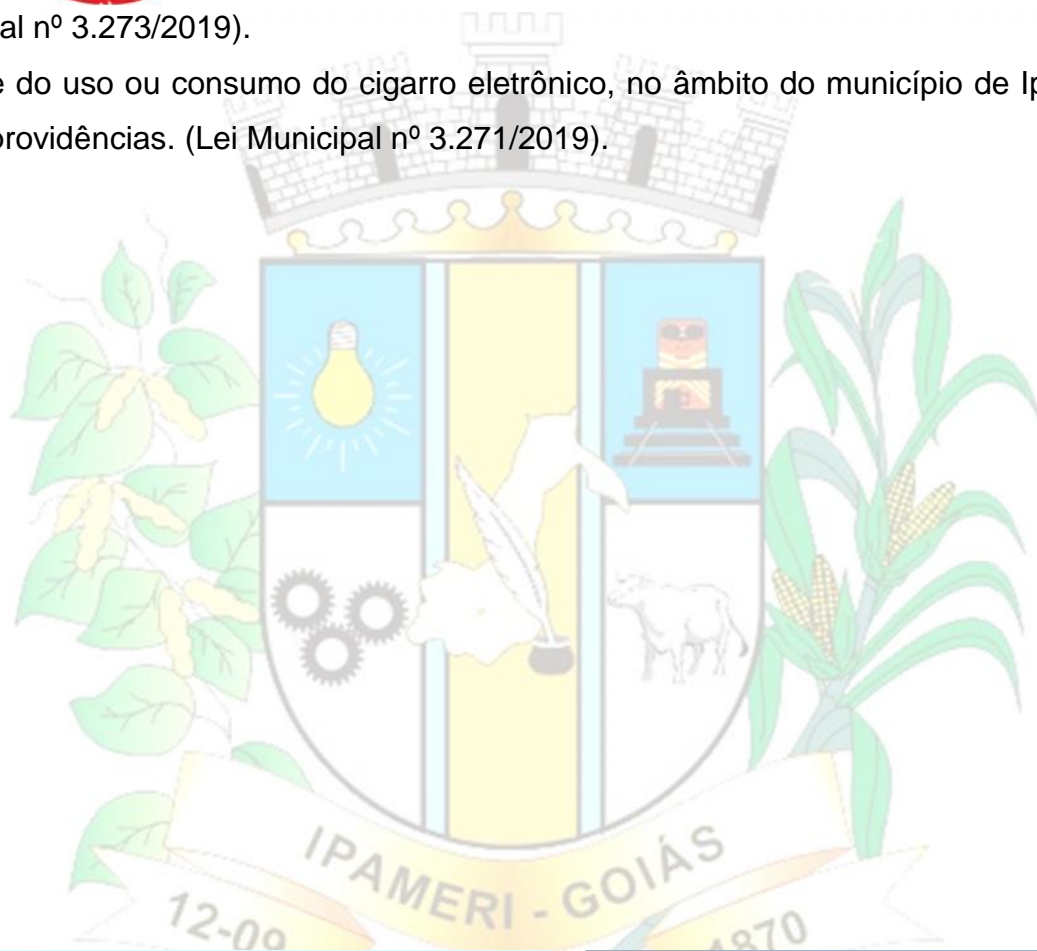 al nº 3.273/2019).
e do uso ou consumo do cigarro eletrônico, no âmbito do município de Ip
providências. (Lei Municipal nº 3.271/2019).
IPAMERI - GOIÁS
12-09
1870